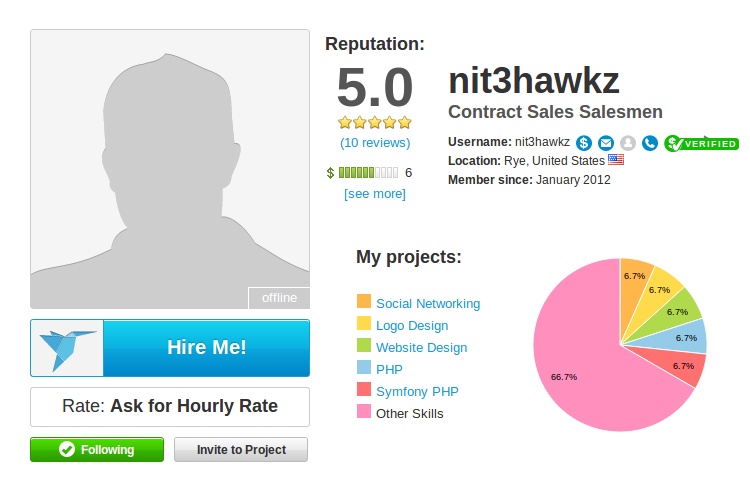 offline
Hire Me!
Rate: Ask for Hourly Rate
Following
Invite to Project
Reputation:
5.0
(10 reviews)
$ 6
[see more]
nit3hawkz
Contract Sales Salesmen
Username: nit3hawkz $ $ VERIFIED
Location: Rye, United States
Member since: January 2012
My projects:
Social Networking
Logo Design
Website Design
PHP
Symfony PHP
Other Skills
6.7%
6.7%
6.7%
6.7%
6.7%
66.7%